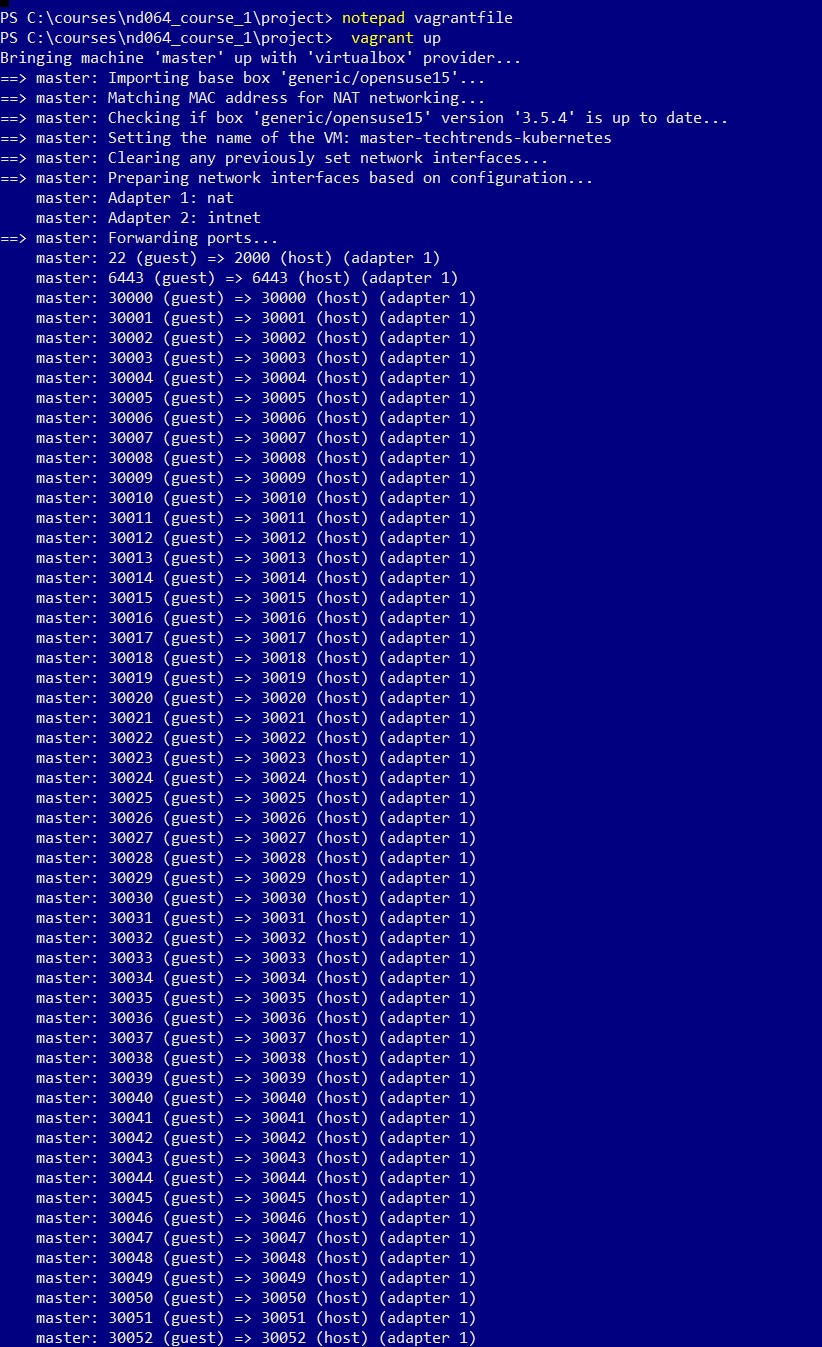 PS C:\courses\nd064_course_1\project> notepad vagrantfile
PS C:\courses\nd064_course_1\project>  vagrant up
Bringing machine 'master' up with 'virtualbox' provider...
==> master: Importing base box 'generic/opensuse15'...
==> master: Matching MAC address for NAT networking...
==> master: Checking if box 'generic/opensuse15' version '3.5.4' is up to date...
==> master: Setting the name of the VM: master-techtrends-kubernetes
==> master: Clearing any previously set network interfaces...
==> master: Preparing network interfaces based on configuration...
    master: Adapter 1: nat
    master: Adapter 2: intnet
==> master: Forwarding ports...
    master: 22 (guest) => 2000 (host) (adapter 1)
    master: 6443 (guest) => 6443 (host) (adapter 1)
    master: 30000 (guest) => 30000 (host) (adapter 1)
    master: 30001 (guest) => 30001 (host) (adapter 1)
    master: 30002 (guest) => 30002 (host) (adapter 1)
    master: 30003 (guest) => 30003 (host) (adapter 1)
    master: 30004 (guest) => 30004 (host) (adapter 1)
    master: 30005 (guest) => 30005 (host) (adapter 1)
    master: 30006 (guest) => 30006 (host) (adapter 1)
    master: 30007 (guest) => 30007 (host) (adapter 1)
    master: 30008 (guest) => 30008 (host) (adapter 1)
    master: 30009 (guest) => 30009 (host) (adapter 1)
    master: 30010 (guest) => 30010 (host) (adapter 1)
    master: 30011 (guest) => 30011 (host) (adapter 1)
    master: 30012 (guest) => 30012 (host) (adapter 1)
    master: 30013 (guest) => 30013 (host) (adapter 1)
    master: 30014 (guest) => 30014 (host) (adapter 1)
    master: 30015 (guest) => 30015 (host) (adapter 1)
    master: 30016 (guest) => 30016 (host) (adapter 1)
    master: 30017 (guest) => 30017 (host) (adapter 1)
    master: 30018 (guest) => 30018 (host) (adapter 1)
    master: 30019 (guest) => 30019 (host) (adapter 1)
    master: 30020 (guest) => 30020 (host) (adapter 1)
    master: 30021 (guest) => 30021 (host) (adapter 1)
    master: 30022 (guest) => 30022 (host) (adapter 1)
    master: 30023 (guest) => 30023 (host) (adapter 1)
    master: 30024 (guest) => 30024 (host) (adapter 1)
    master: 30025 (guest) => 30025 (host) (adapter 1)
    master: 30026 (guest) => 30026 (host) (adapter 1)
    master: 30027 (guest) => 30027 (host) (adapter 1)
    master: 30028 (guest) => 30028 (host) (adapter 1)
    master: 30029 (guest) => 30029 (host) (adapter 1)
    master: 30030 (guest) => 30030 (host) (adapter 1)
    master: 30031 (guest) => 30031 (host) (adapter 1)
    master: 30032 (guest) => 30032 (host) (adapter 1)
    master: 30033 (guest) => 30033 (host) (adapter 1)
    master: 30034 (guest) => 30034 (host) (adapter 1)
    master: 30035 (guest) => 30035 (host) (adapter 1)
    master: 30036 (guest) => 30036 (host) (adapter 1)
    master: 30037 (guest) => 30037 (host) (adapter 1)
    master: 30038 (guest) => 30038 (host) (adapter 1)
    master: 30039 (guest) => 30039 (host) (adapter 1)
    master: 30040 (guest) => 30040 (host) (adapter 1)
    master: 30041 (guest) => 30041 (host) (adapter 1)
    master: 30042 (guest) => 30042 (host) (adapter 1)
    master: 30043 (guest) => 30043 (host) (adapter 1)
    master: 30044 (guest) => 30044 (host) (adapter 1)
    master: 30045 (guest) => 30045 (host) (adapter 1)
    master: 30046 (guest) => 30046 (host) (adapter 1)
    master: 30047 (guest) => 30047 (host) (adapter 1)
    master: 30048 (guest) => 30048 (host) (adapter 1)
    master: 30049 (guest) => 30049 (host) (adapter 1)
    master: 30050 (guest) => 30050 (host) (adapter 1)
    master: 30051 (guest) => 30051 (host) (adapter 1)
    master: 30052 (guest) => 30052 (host) (adapter 1)